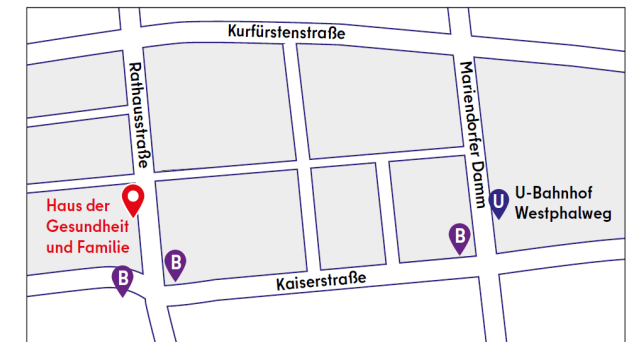 Kurfürstenstraße
Rathausstraße
Mariendorfer Damm
Haus der
Gesundheit
und Familie
U
U-Bahnhof
Westphalweg
B
B
B
Kaiserstraße